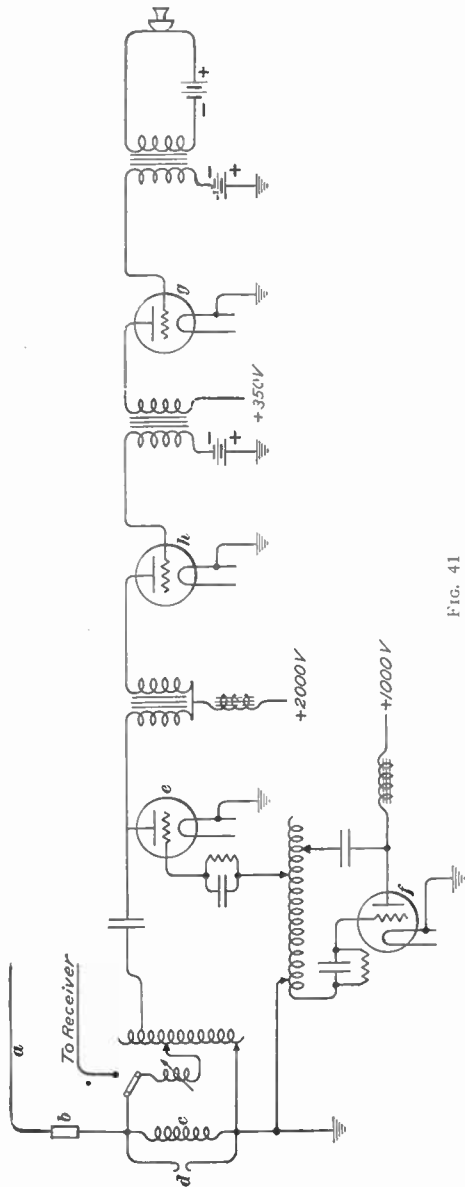 a
To Receiver
b
c
d
e
+2000V
f
+1000V
h
+350V
g
- +
- +
- +
FIG. 41